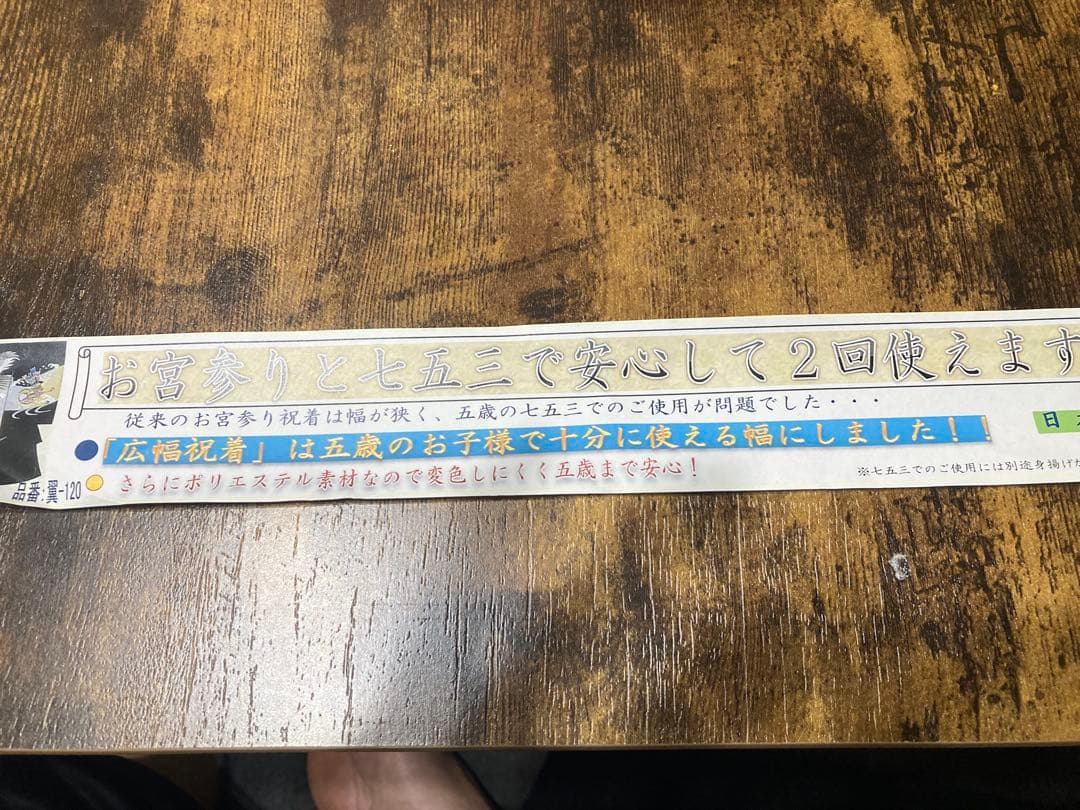 お宮参りと七五三で安心して２回使えます
従来のお宮参り祝着は幅が狭く、五歳の七五三でのご使用が問題でした・・・
「広幅祝着」は五歳のお子様で十分に使える幅にしました！！
日
さらにポリエステル素材なので変色しにくく五歳まで安心！
※七五三でのご使用には別途身揚げ
品番:翼-120